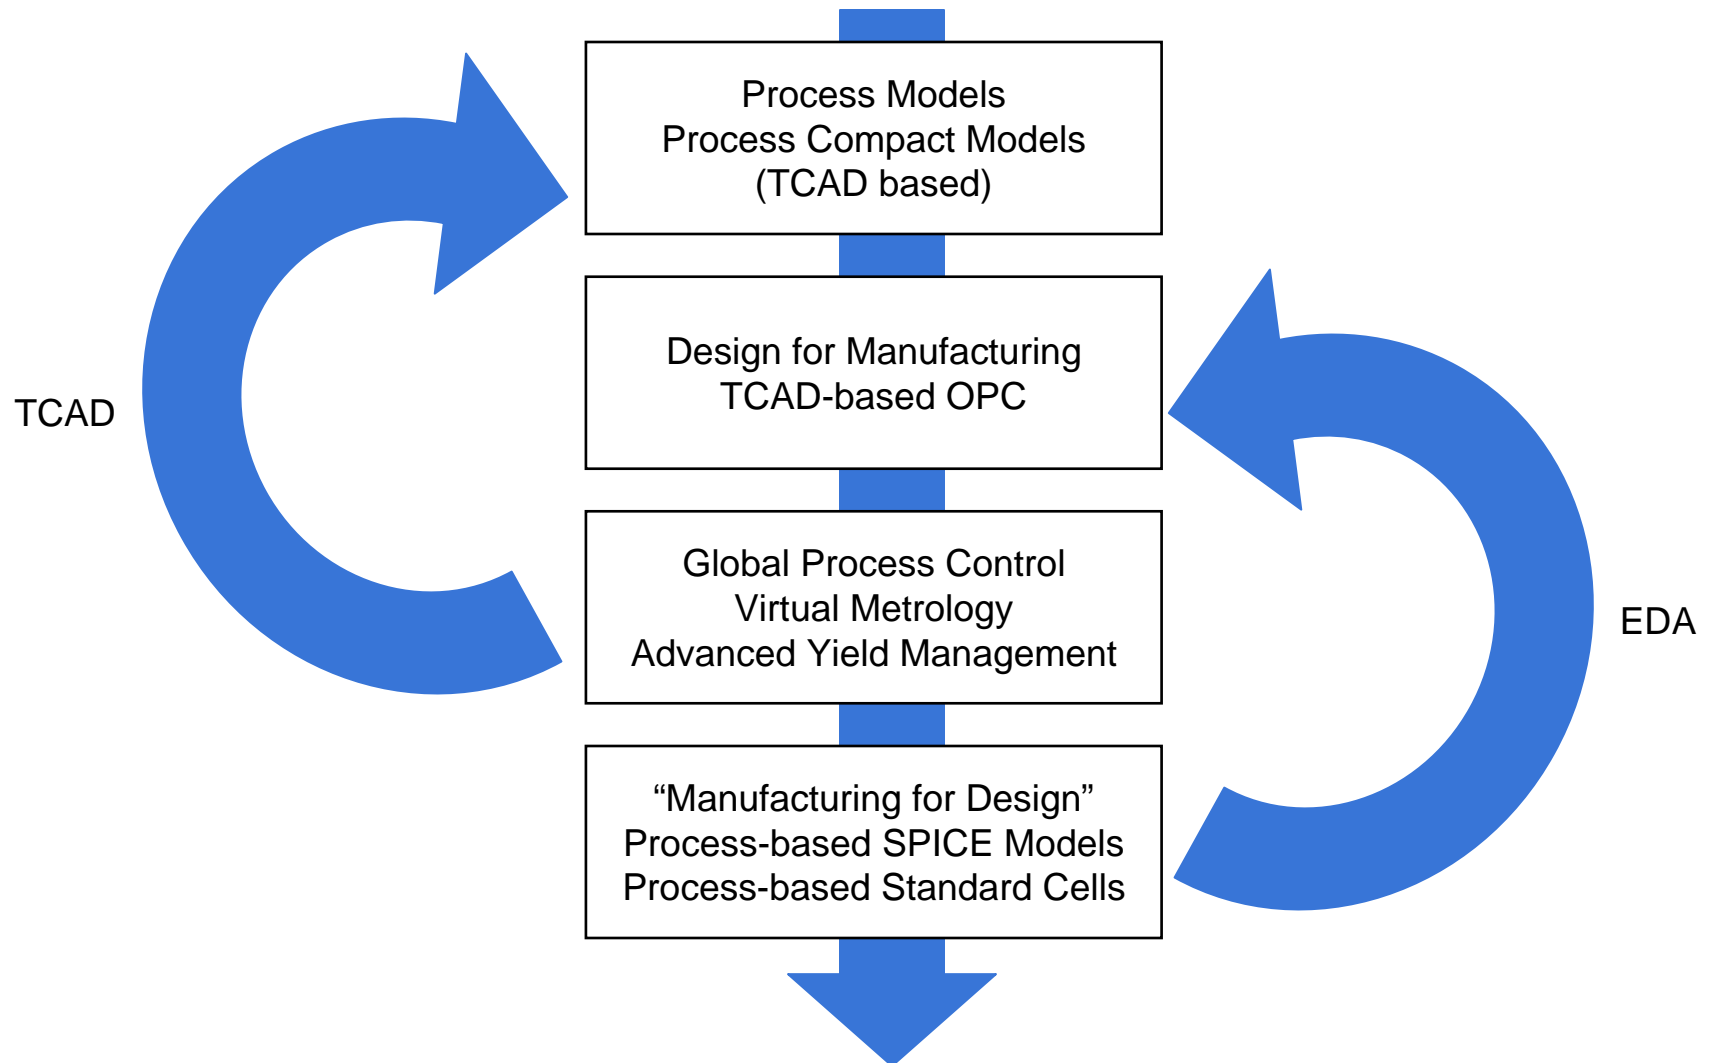 Process Models
Process Compact Models
(TCAD based)
Design for Manufacturing
TCAD-based OPC
TCAD
Global Process Control
Virtual Metrology
Advanced Yield Management
EDA
“Manufacturing for Design”
Process-based SPICE Models
Process-based Standard Cells